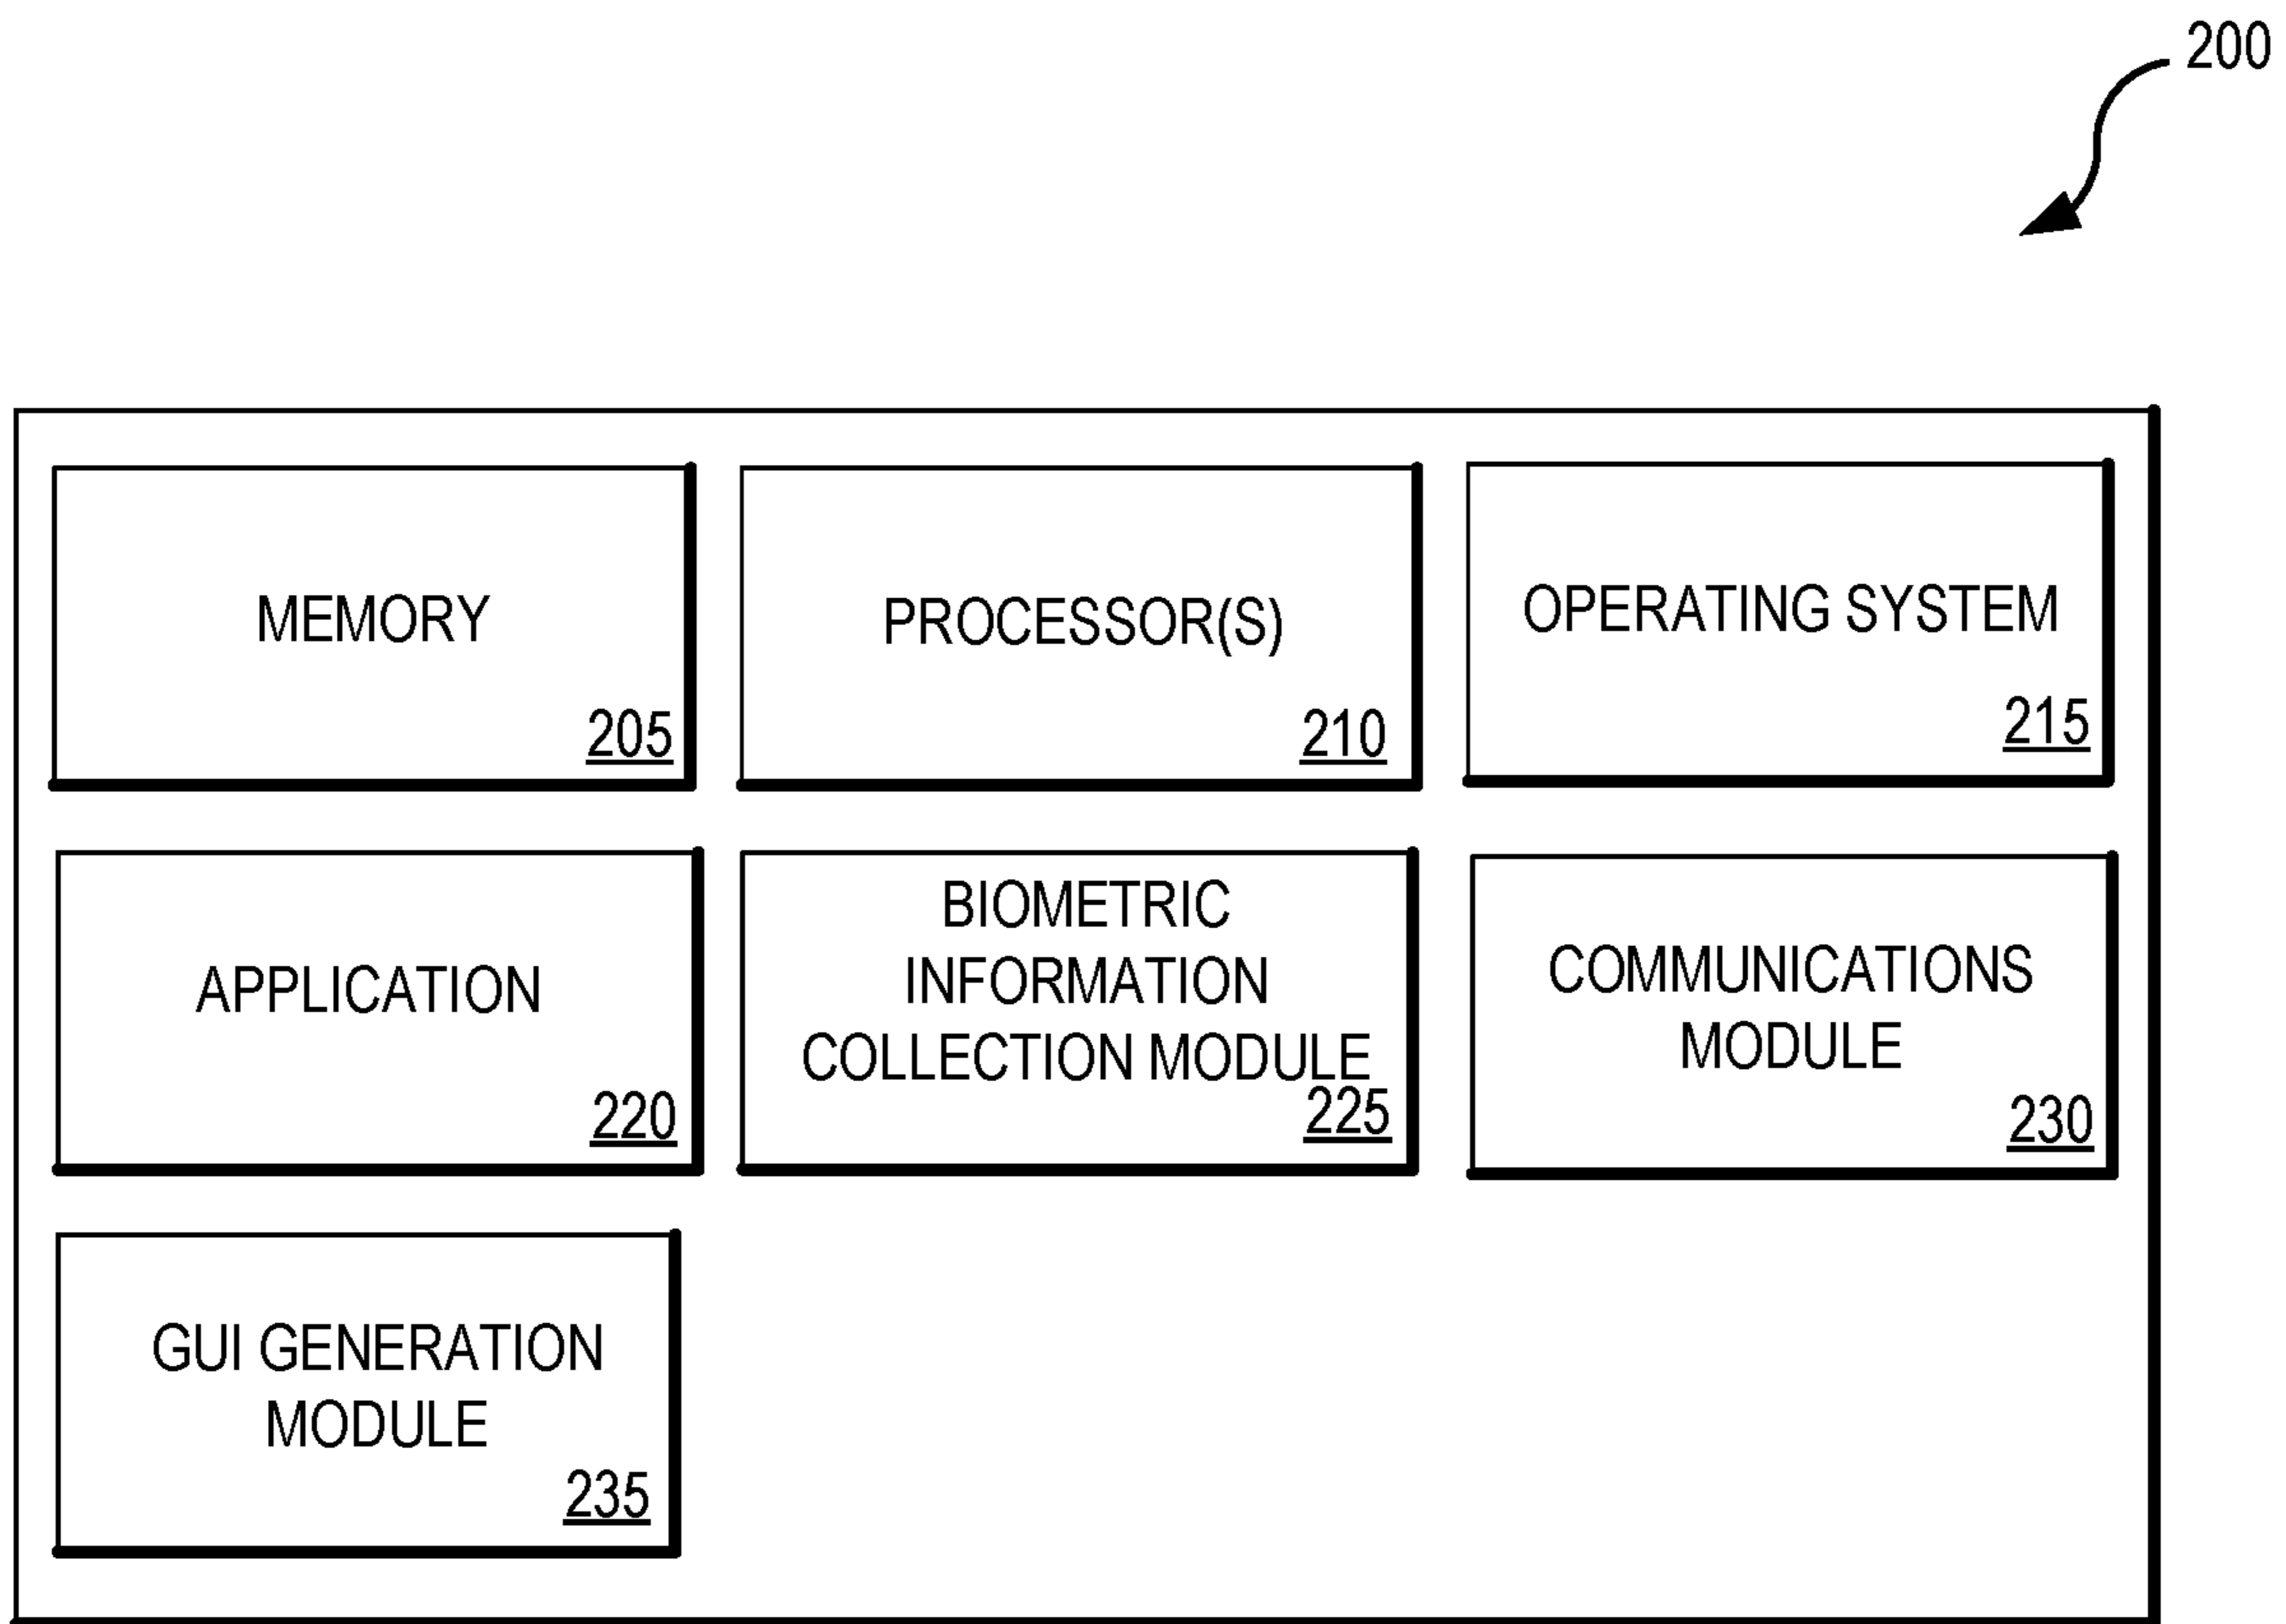 200
MEMORY
205
PROCESSOR(S)
210
OPERATING SYSTEM
215
APPLICATION
220
BIOMETRIC
INFORMATION
COLLECTION MODULE
225
COMMUNICATIONS
MODULE
230
GUI GENERATION
MODULE
235